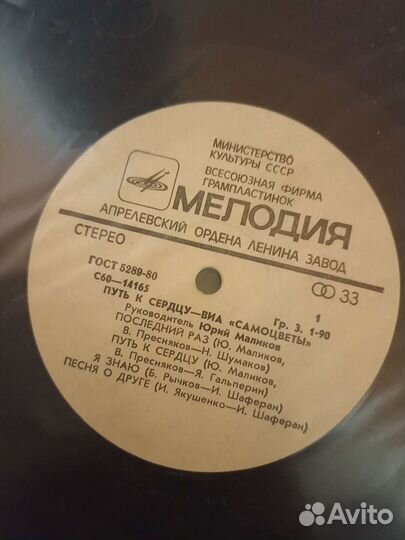 МИНИСТЕРСТВО
КУЛЬТУРЫ СССР
ВСЕСОЮЗНАЯ ФИРМА
ГРАМПЛАСТИНОК
МЕЛОДИЯ
АПРЕЛЕВСКИЙ ОРДЕНА ЛЕНИНА ЗАВОД
СТЕРЕО
33
ГОСТ 5289-80
1
С60—14165
Гр. 3. 1-90
ПУТЬ К СЕРДЦУ—ВИА «САМОЦВЕТЫ»
Руководитель Юрий Маликов
ПОСЛЕДНИЙ РАЗ (Ю. Маликов,
В. Пресняков—Н. Шумаков)
ПУТЬ К СЕРДЦУ (Ю. Маликов,
В. Пресняков—Я. Гальперин)
Я ЗНАЮ (Б. Рычков—И. Шаферан)
ПЕСНЯ О ДРУГЕ (И. Якушенко—И. Шаферан)
Avito